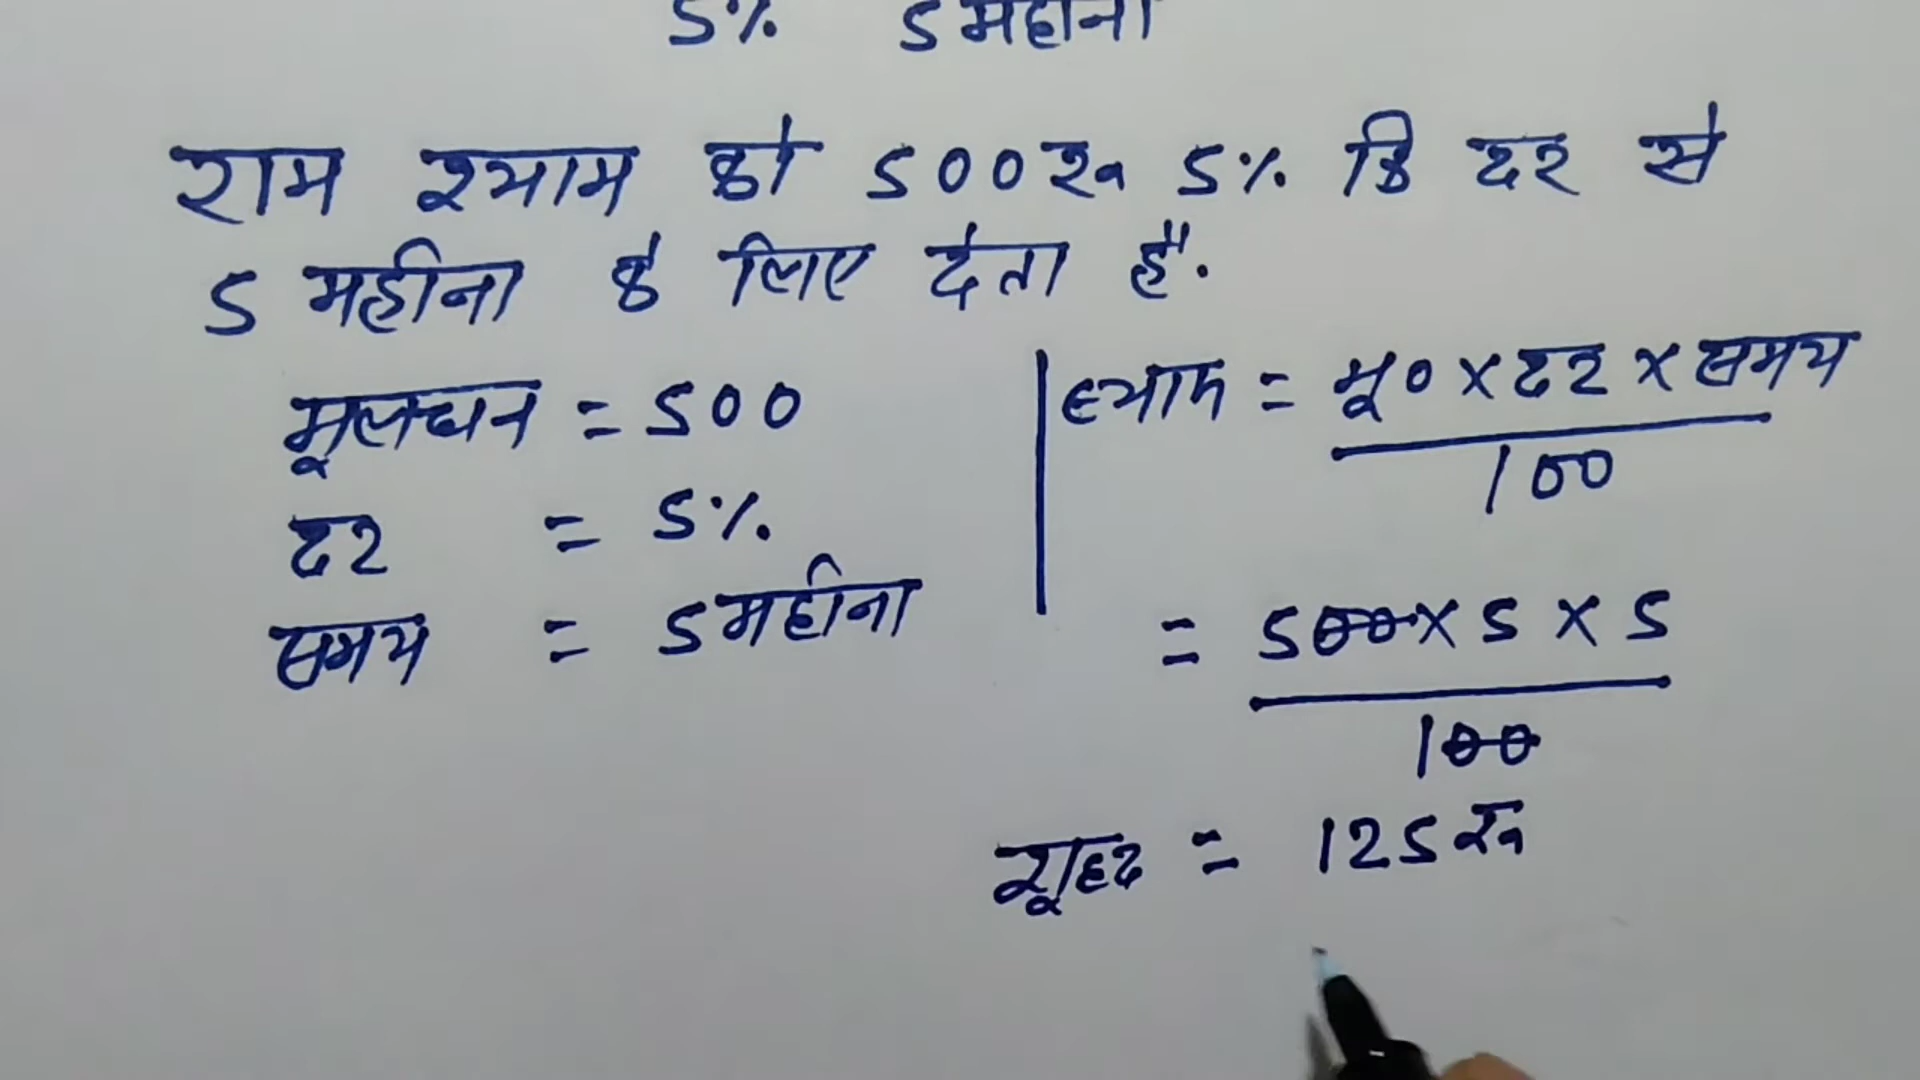 5% 5 महीना
राम श्याम को 500रु 5% कि दर से
5 महीना के लिए देता है.
मूलधन = 500
दर = 5%
समय = 5 महीना
ब्याज = मू० × दर × समय
100
= 500 × 5 × 5
100
= 125 रु